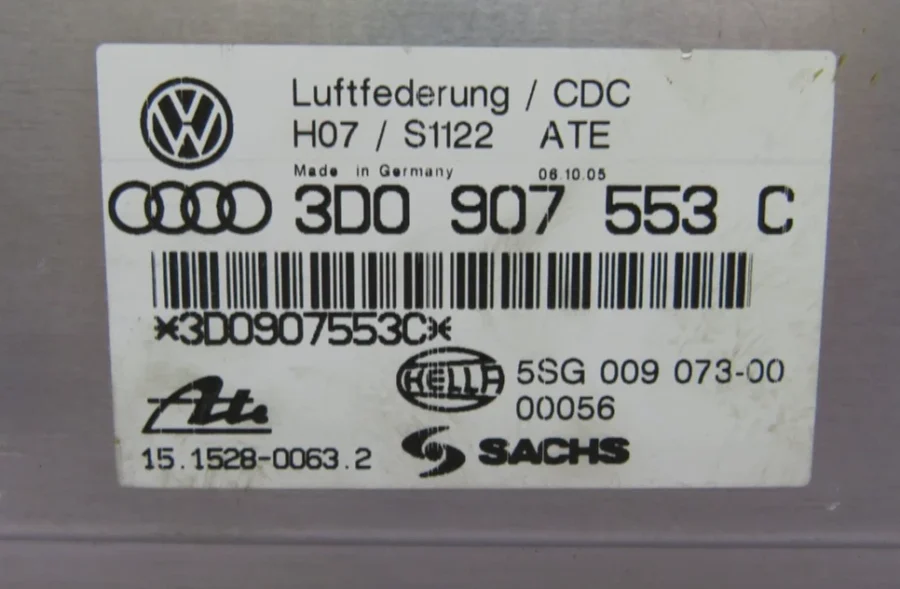 Luftfederung / CDC
H07 / S1122 ATE
Made in Germany 06.10.05
3D0 907 553 C
*3D0907553C*
HELLA 5SG 009 073-00
00056
Ate
15.1528-0063.2
SACHS